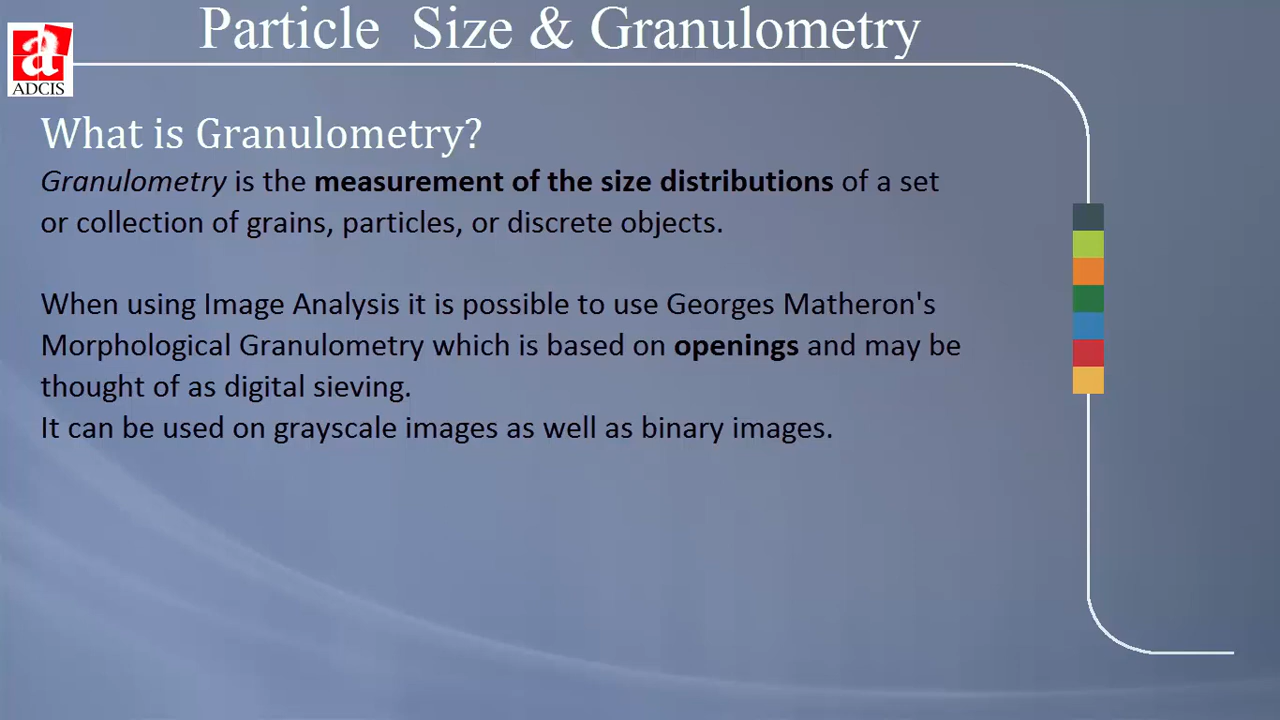 Particle Size & Granulometry
a
ADCIS
What is Granulometry?
Granulometry is the measurement of the size distributions of a set
or collection of grains, particles, or discrete objects.
When using Image Analysis it is possible to use Georges Matheron's
Morphological Granulometry which is based on openings and may be
thought of as digital sieving.
It can be used on grayscale images as well as binary images.